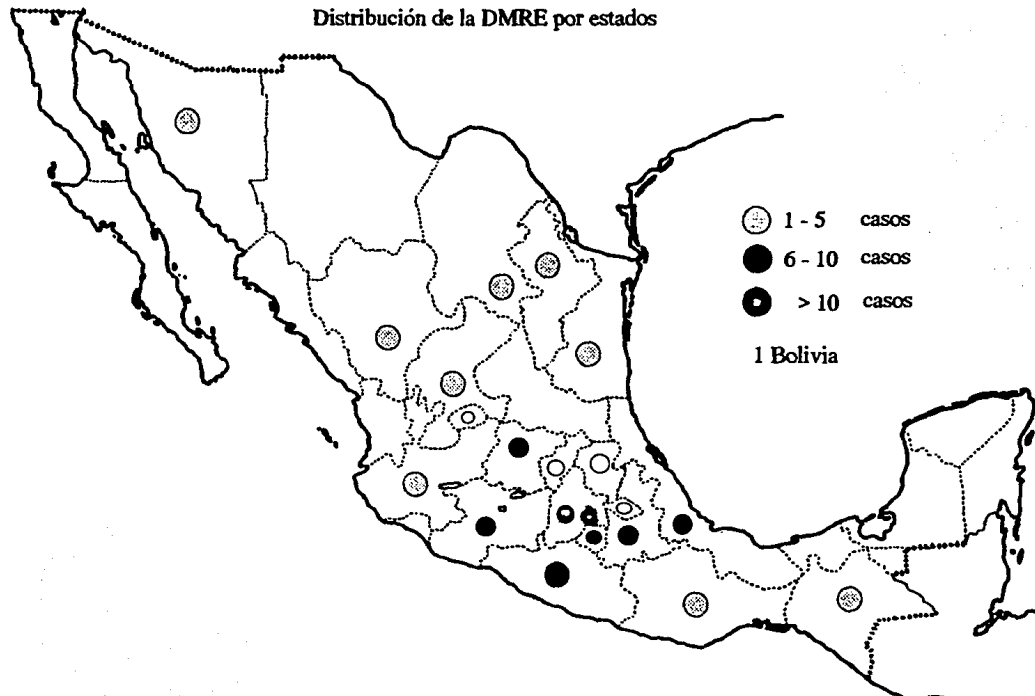 Distribución de la DMRE por estados
1 - 5 casos
6 - 10 casos
> 10 casos
1 Bolivia